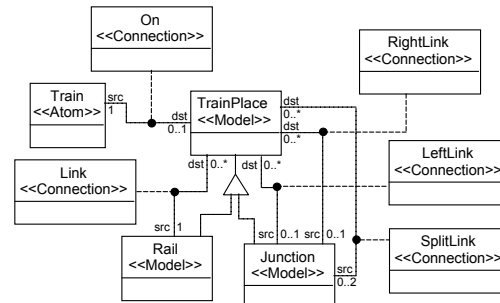 On
<<Connection>>
RightLink
<<Connection>>
Train
<<Atom>>
src
1
dst
0..1
TrainPlace
<<Model>>
dst
0..*
dst
0..*
Link
<<Connection>>
dst 0..*
dst 0..*
LeftLink
<<Connection>>
src 1
Rail
<<Model>>
src 0..1
src 0..1
Junction
<<Model>>
src
0..2
SplitLink
<<Connection>>